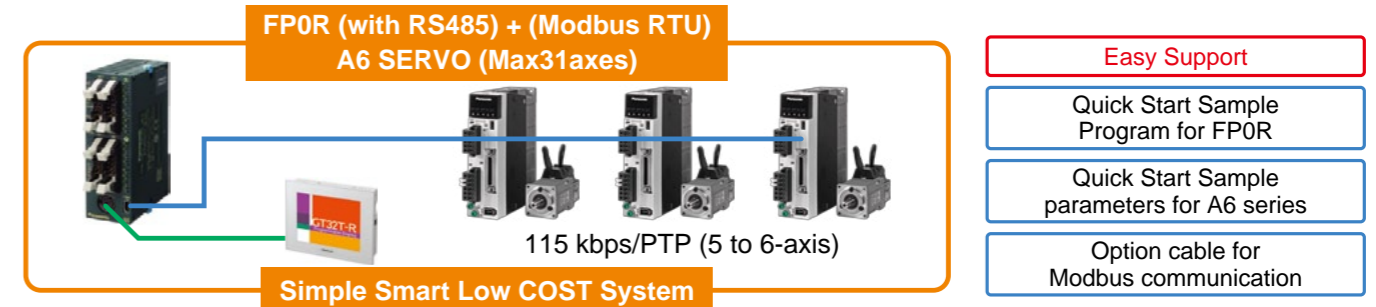 FP0R (with RS485) + (Modbus RTU)
A6 SERVO (Max31axes)
GT32T-R
115 kbps/PTP (5 to 6-axis)
Simple Smart Low COST System
Easy Support
Quick Start Sample
Program for FP0R
Quick Start Sample
parameters for A6 series
Option cable for
Modbus communication